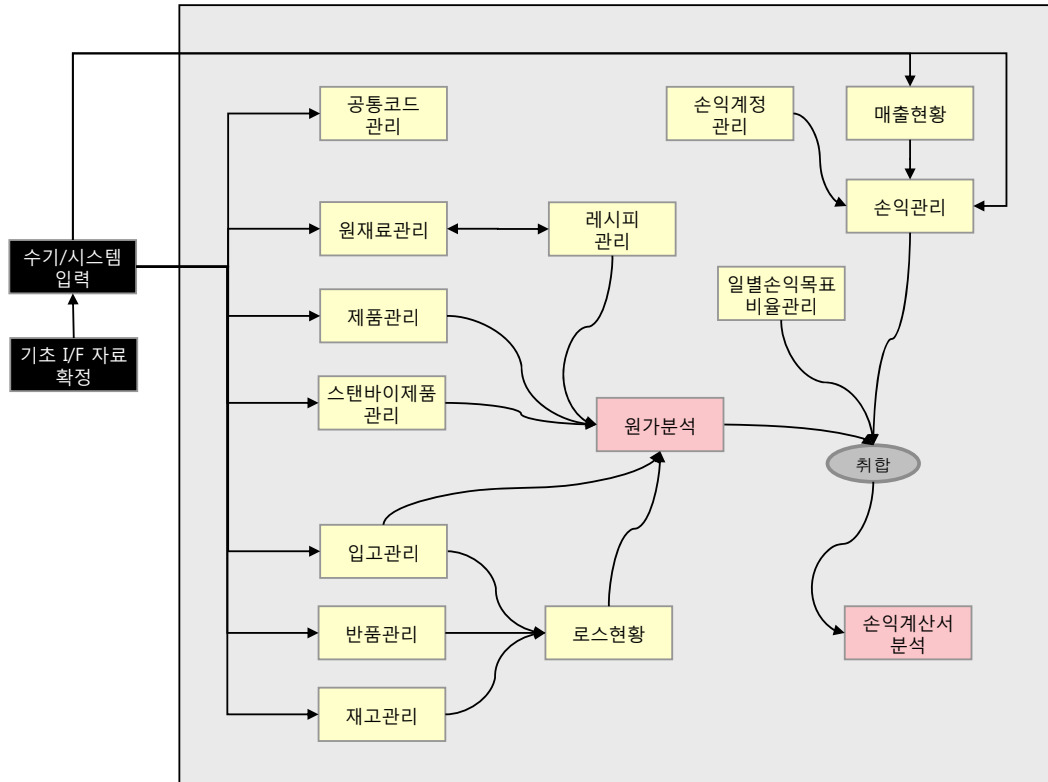 공통코드
관리
손익계정
관리
매출현황
원재료관리
레시피
관리
손익관리
수기/시스템
입력
일별손익목표
비율관리
제품관리
기초 I/F 자료
확정
스탠바이제품
관리
원가분석
취합
입고관리
반품관리
로스현황
손익계산서
분석
재고관리